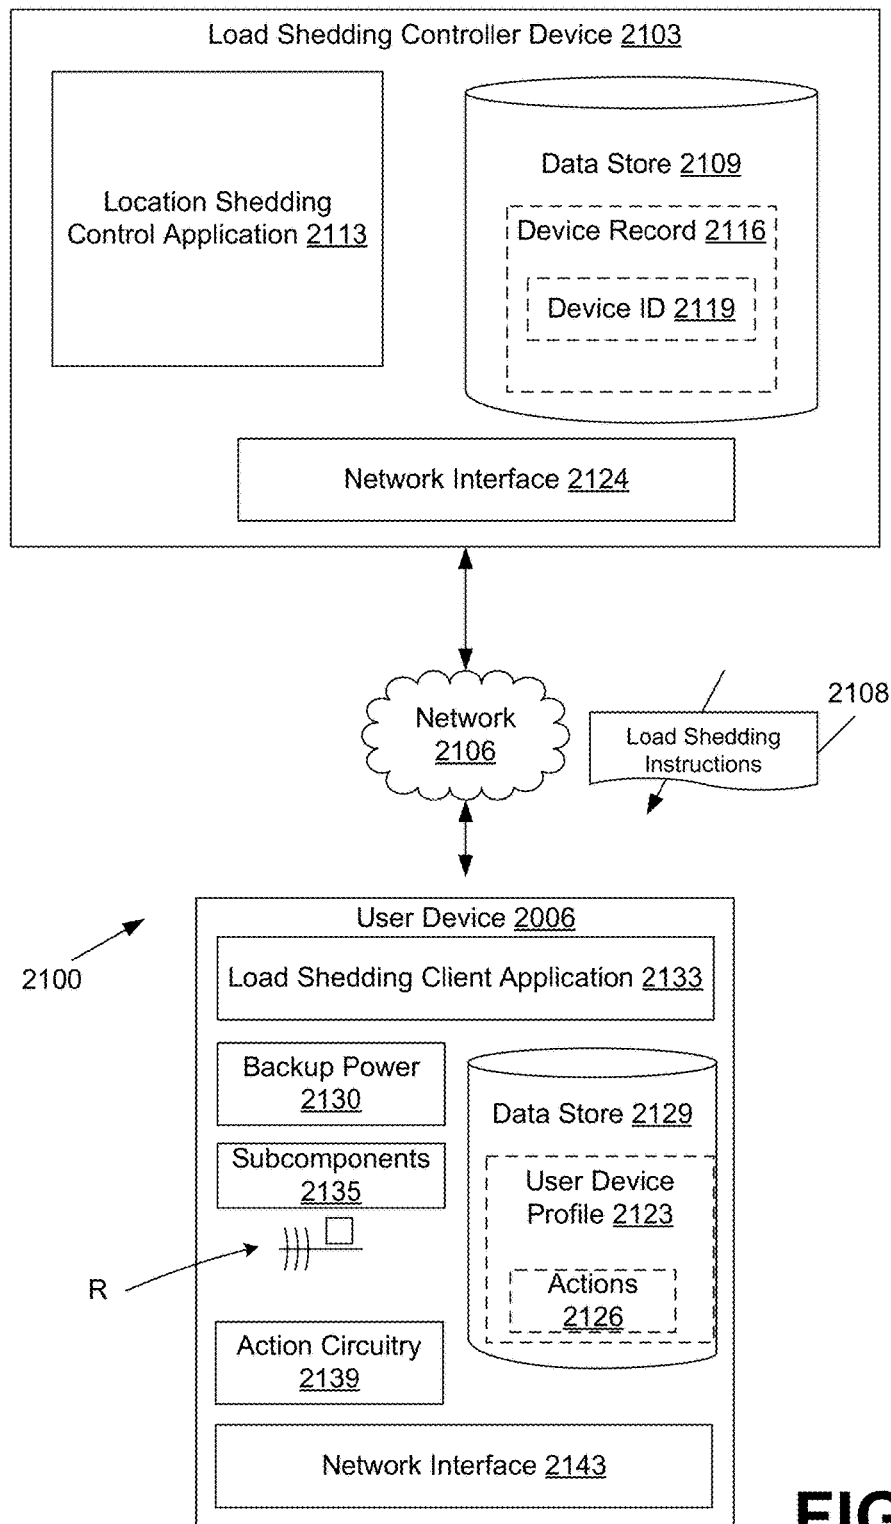 Load Shedding Controller Device 2103
Location Shedding
Control Application 2113
Data Store 2109
Device Record 2116
Device ID 2119
Network Interface 2124
Network
2106
Load Shedding
Instructions
2108
2100
User Device 2006
Load Shedding Client Application 2133
Backup Power
2130
Subcomponents
2135
R
Action Circuitry
2139
Data Store 2129
User Device
Profile 2123
Actions
2126
Network Interface 2143
FIG